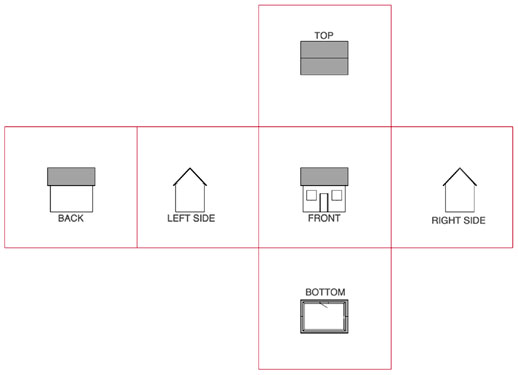 TOP
BACK
LEFT SIDE
FRONT
RIGHT SIDE
BOTTOM